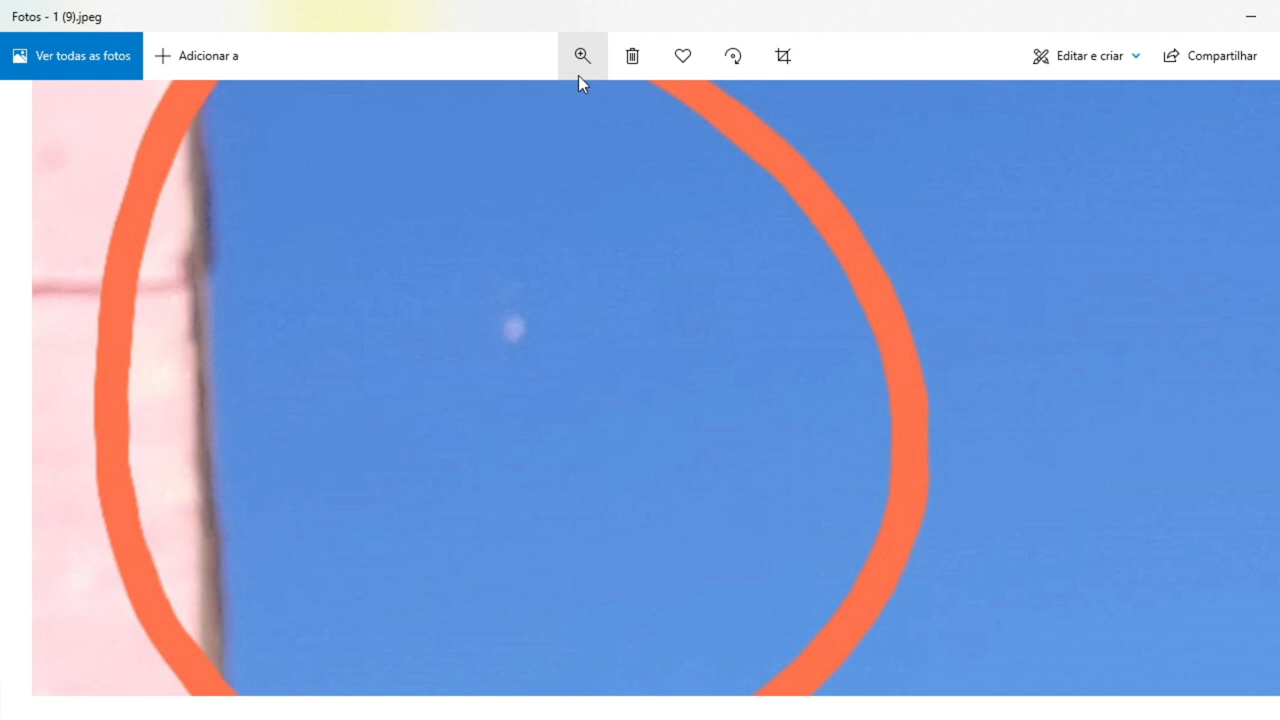 Fotos - 1 (9).jpeg
Ver todas as fotos
Adicionar a
Editar e criar
Compartilhar